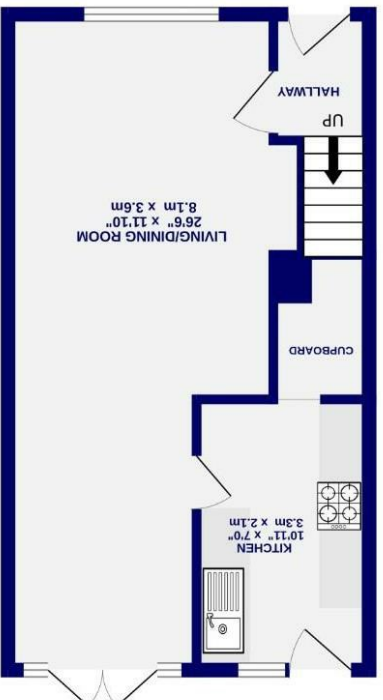 KITCHEN
10'11" x 7'0"
3.3m x 2.1m
CUPBOARD
LIVING/DINING ROOM
26'6" x 11'10"
8.1m x 3.6m
UP
HALLWAY